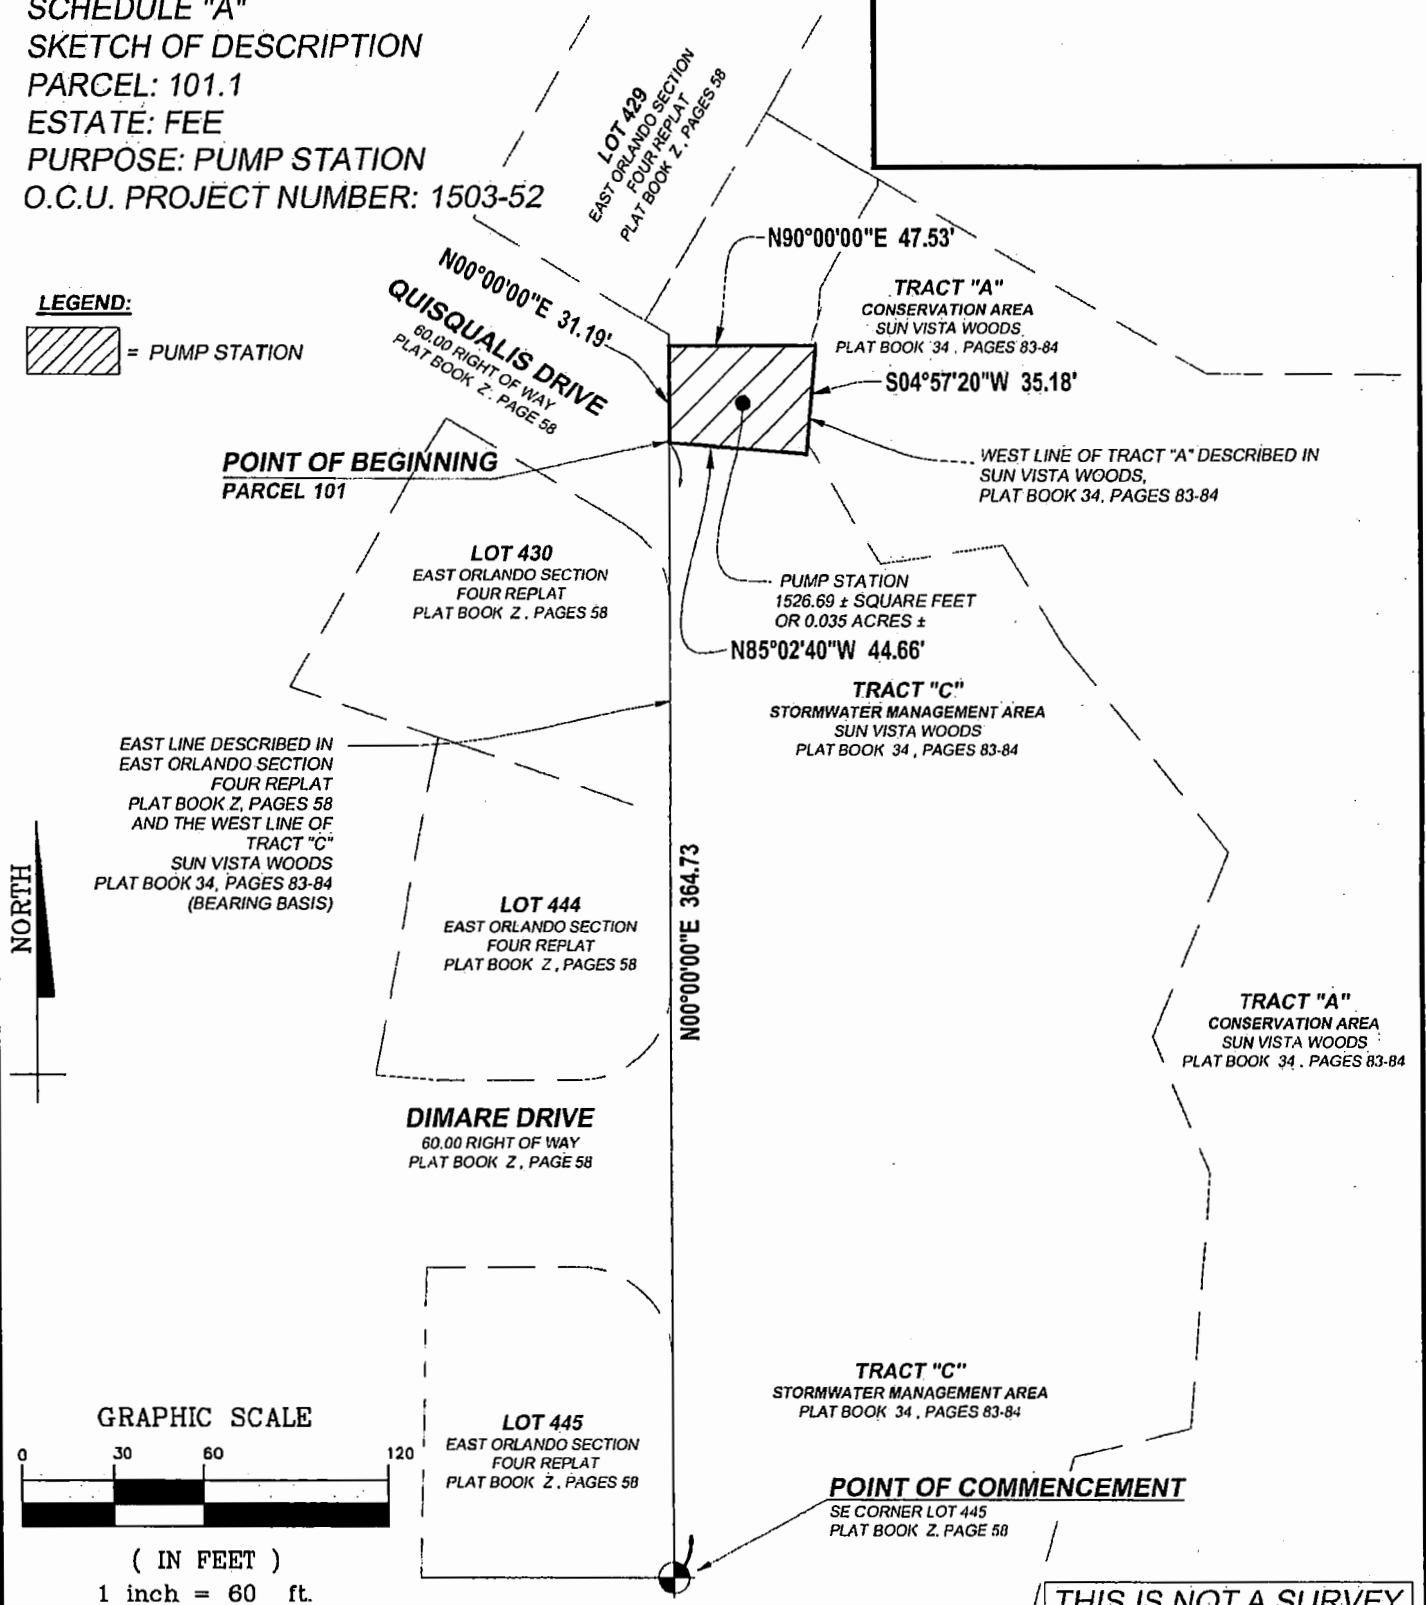 SCHEDULE "A"
SKETCH OF DESCRIPTION
PARCEL: 101.1
ESTATE: FEE
PURPOSE: PUMP STATION
O.C.U. PROJECT NUMBER: 1503-52
LEGEND:
= PUMP STATION
LOT 429
EAST ORLANDO SECTION
FOUR REPLAT
PLAT BOOK Z, PAGES 58
N90°00'00"E 47.53'
N00°00'00"E 31.19'
QUISQUALIS DRIVE
60.00 RIGHT OF WAY
PLAT BOOK Z. PAGE 58
TRACT "A"
CONSERVATION AREA
SUN VISTA WOODS
PLAT BOOK 34, PAGES 83-84
S04°57'20"W 35.18'
WEST LINE OF TRACT "A" DESCRIBED IN
SUN VISTA WOODS,
PLAT BOOK 34, PAGES 83-84
POINT OF BEGINNING
PARCEL 101
LOT 430
EAST ORLANDO SECTION
FOUR REPLAT
PLAT BOOK Z. PAGES 58
PUMP STATION
1526.69 ± SQUARE FEET
OR 0.035 ACRES ±
N85°02'40"W 44.66'
TRACT "C"
STORMWATER MANAGEMENT AREA
SUN VISTA WOODS
PLAT BOOK 34, PAGES 83-84
EAST LINE DESCRIBED IN
EAST ORLANDO SECTION
FOUR REPLAT
PLAT BOOK Z, PAGES 58
AND THE WEST LINE OF
TRACT "C"
SUN VISTA WOODS
PLAT BOOK 34, PAGES 83-84
(BEARING BASIS)
NORTH
N00°00'00"E 364.73
LOT 444
EAST ORLANDO SECTION
FOUR REPLAT
PLAT BOOK Z, PAGES 58
TRACT "A"
CONSERVATION AREA
SUN VISTA WOODS
PLAT BOOK 34, PAGES 83-84
DIMARE DRIVE
60.00 RIGHT OF WAY
PLAT BOOK Z, PAGE 58
TRACT "C"
STORMWATER MANAGEMENT AREA
PLAT BOOK 34, PAGES 83-84
LOT 445
EAST ORLANDO SECTION
FOUR REPLAT
PLAT BOOK Z, PAGES 58
POINT OF COMMENCEMENT
SE CORNER LOT 445
PLAT BOOK Z. PAGE 58
GRAPHIC SCALE
0 30 60 120
( IN FEET )
1 inch = 60 ft.
THIS IS NOT A SURVEY